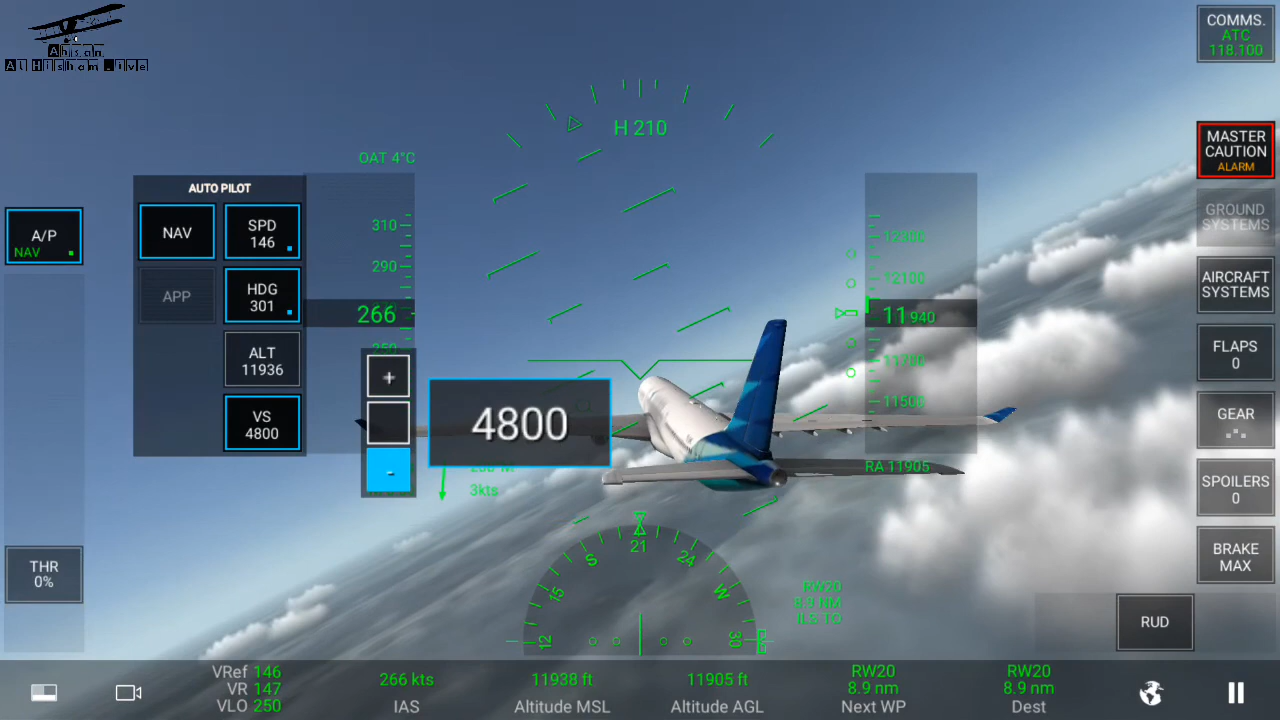 Ahisan
AlHisham.live
COMMS.
ATC
118.100
H 210
OAT 4°C
MASTER
CAUTION
ALARM
AUTO PILOT
A/P
NAV
NAV
SPD
146
APP
HDG
301
ALT
11936
VS
4800
310
290
266
250
+
-
4800
3kts
12300
12100
11940
11700
11500
RA 11905
GROUND
SYSTEMS
AIRCRAFT
SYSTEMS
FLAPS
0
GEAR
SPOILERS
0
BRAKE
MAX
RUD
THR
0%
12
15
S
21
24
W
30
RW20
8.9 NM
ILS TO
VRef 146
VR 147
VLO 250
266 kts
IAS
11938 ft
Altitude MSL
11905 ft
Altitude AGL
RW20
8.9 nm
Next WP
RW20
8.9 nm
Dest